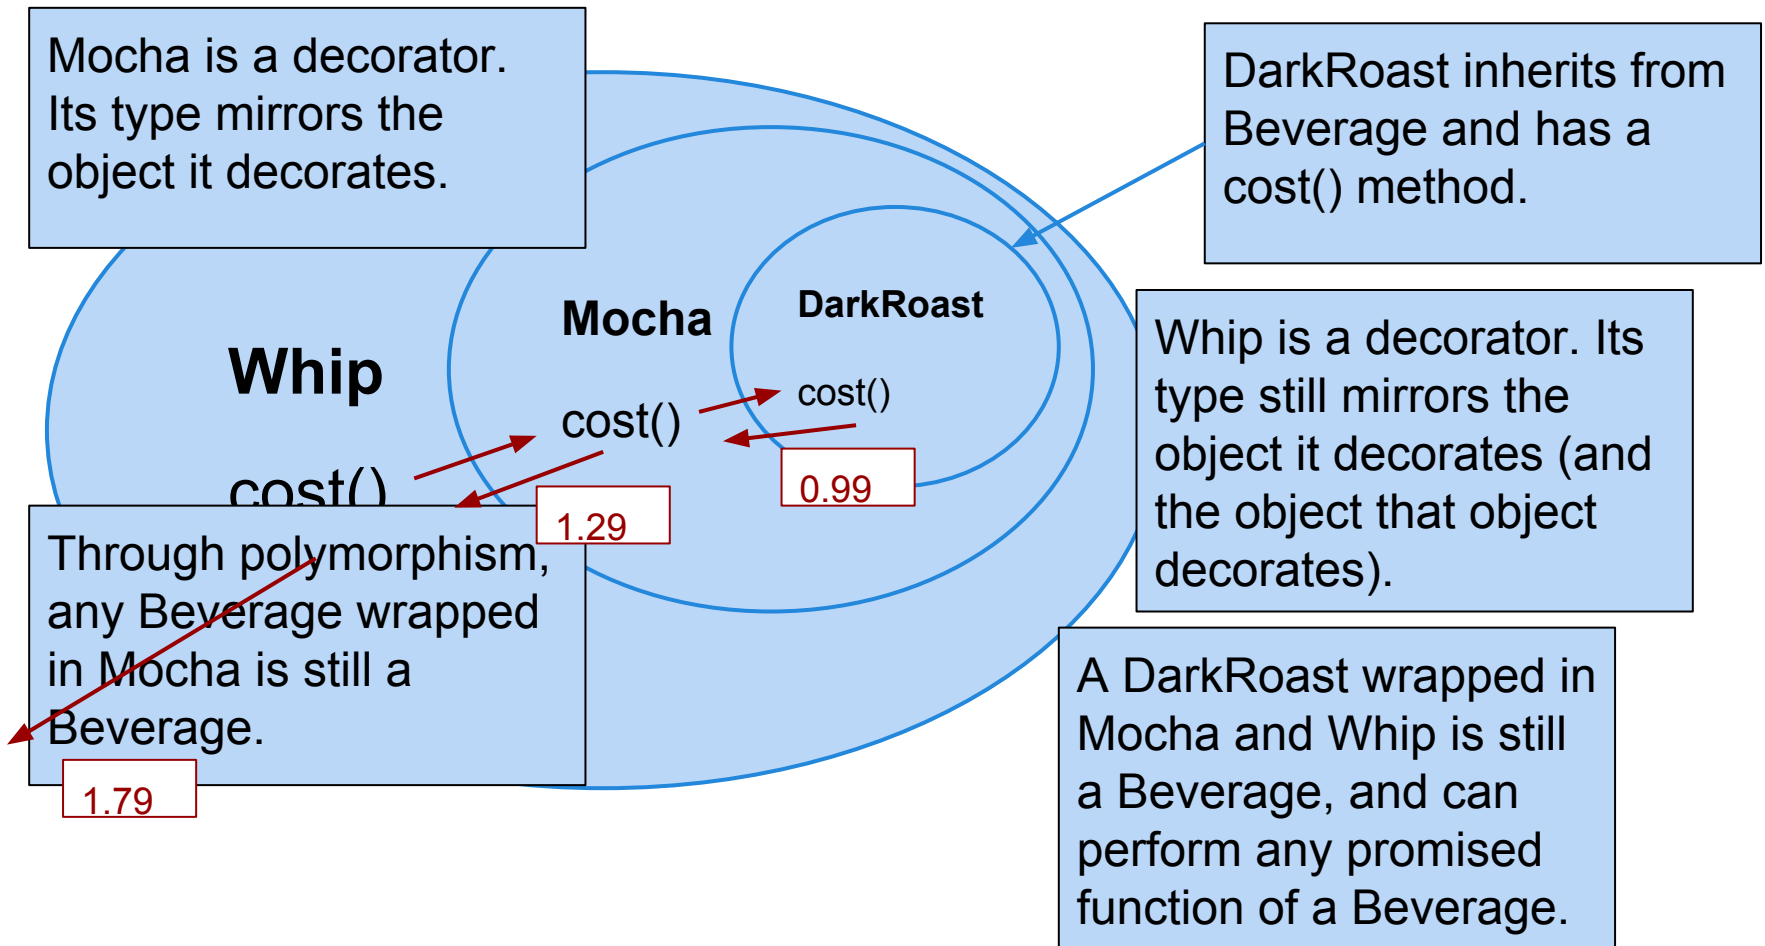 Mocha is a decorator.
Its type mirrors the
object it decorates.
DarkRoast inherits from
Beverage and has a
cost() method.
Whip
cost()
Mocha
cost()
DarkRoast
cost()
0.99
1.29
1.79
Whip is a decorator. Its
type still mirrors the
object it decorates (and
the object that object
decorates).
Through polymorphism,
any Beverage wrapped
in Mocha is still a
Beverage.
A DarkRoast wrapped in
Mocha and Whip is still
a Beverage, and can
perform any promised
function of a Beverage.